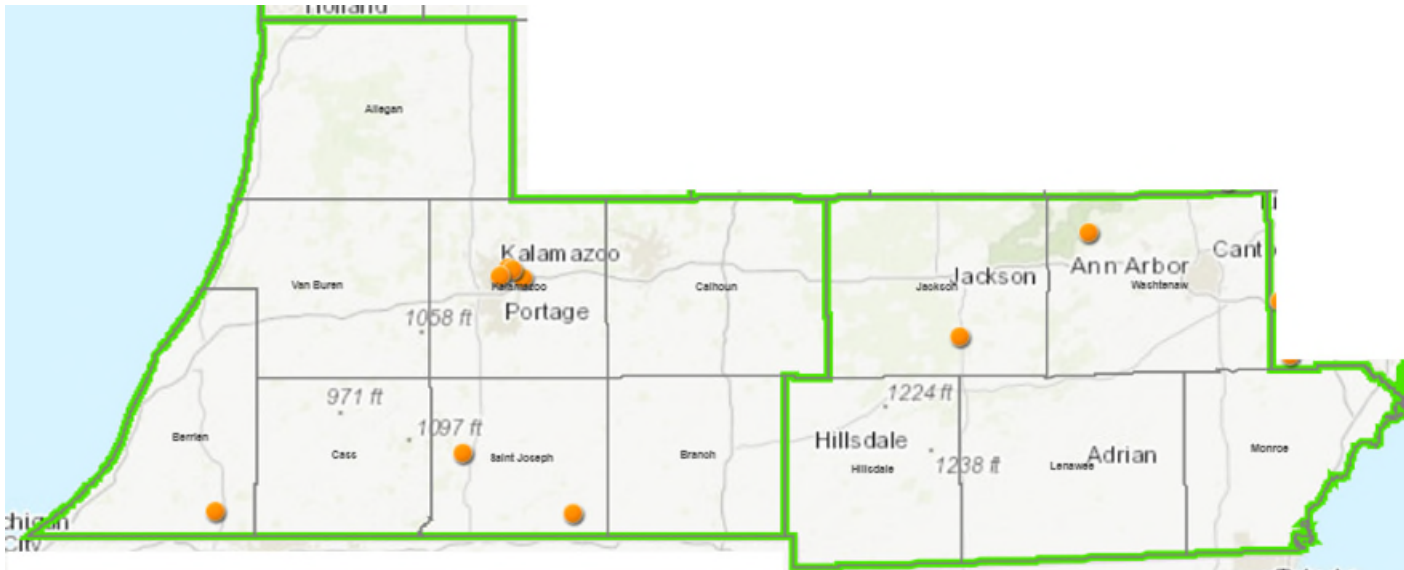 Holland
Allegan
Kalamazoo
Kalamazoo
Van Buren
Calhoun
Portage
1058 ft
Jackson
Jackson
Ann Arbor
Washtenaw
971 ft
1097 ft
Berrien
Cass
Saint Joseph
Branch
1224 ft
Hillsdale
Hillsdale
1238 ft
Adrian
Lenawee
Monroe
chigan
City